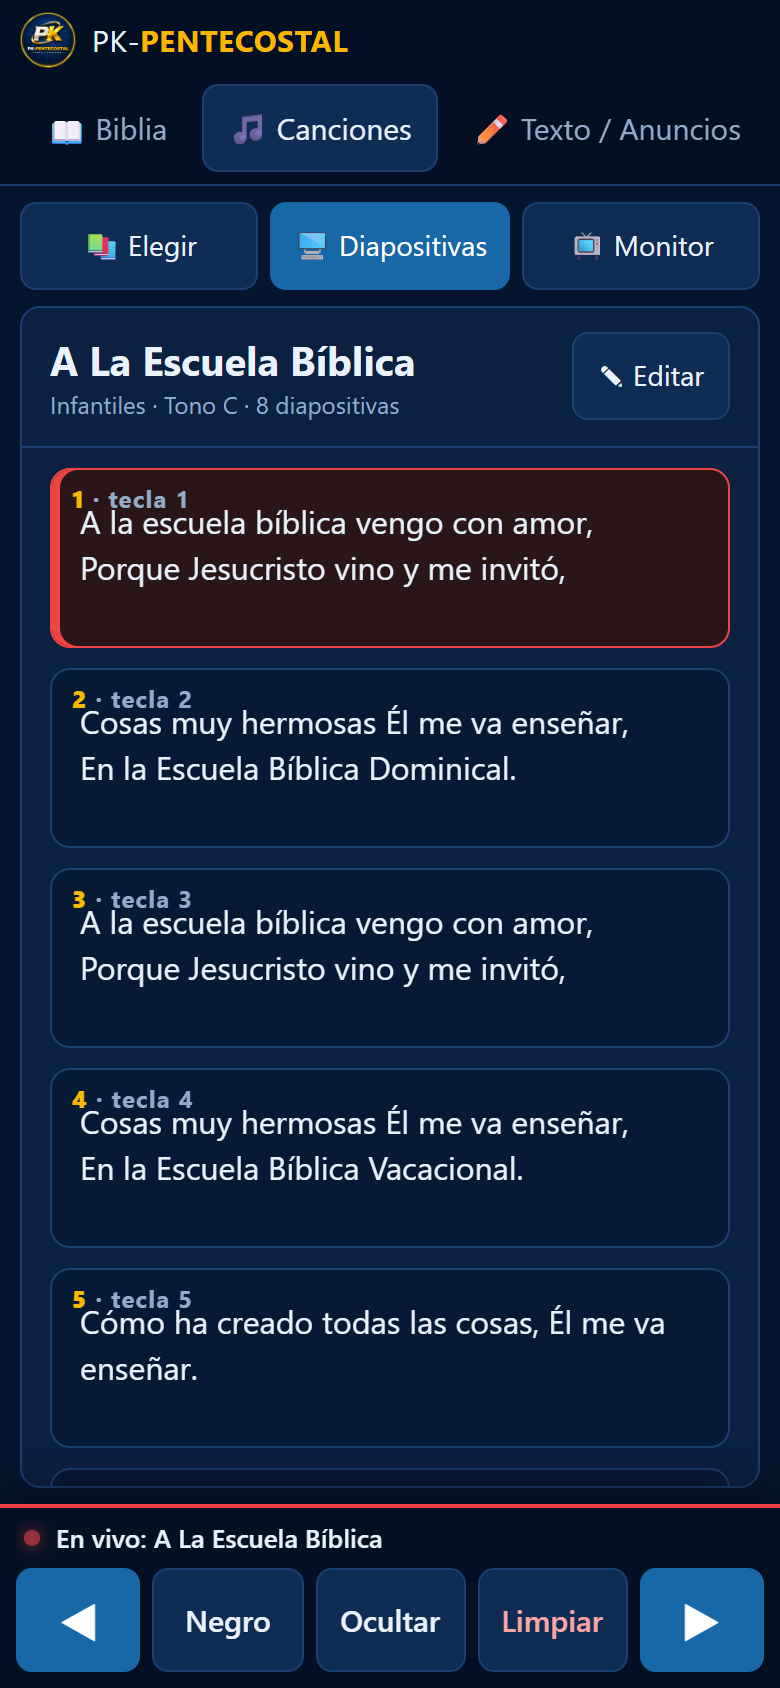 PK
PK-PENTECOSTAL
PK-PENTECOSTAL
Biblia
Canciones
Texto / Anuncios
Elegir
Diapositivas
Monitor
A La Escuela Bíblica
Infantiles · Tono C · 8 diapositivas
Editar
1 · tecla 1
A la escuela bíblica vengo con amor,
Porque Jesucristo vino y me invitó,
2 · tecla 2
Cosas muy hermosas Él me va enseñar,
En la Escuela Bíblica Dominical.
3 · tecla 3
A la escuela bíblica vengo con amor,
Porque Jesucristo vino y me invitó,
4 · tecla 4
Cosas muy hermosas Él me va enseñar,
En la Escuela Bíblica Vacacional.
5 · tecla 5
Cómo ha creado todas las cosas, Él me va
enseñar.
En vivo: A La Escuela Bíblica
Negro
Ocultar
Limpiar